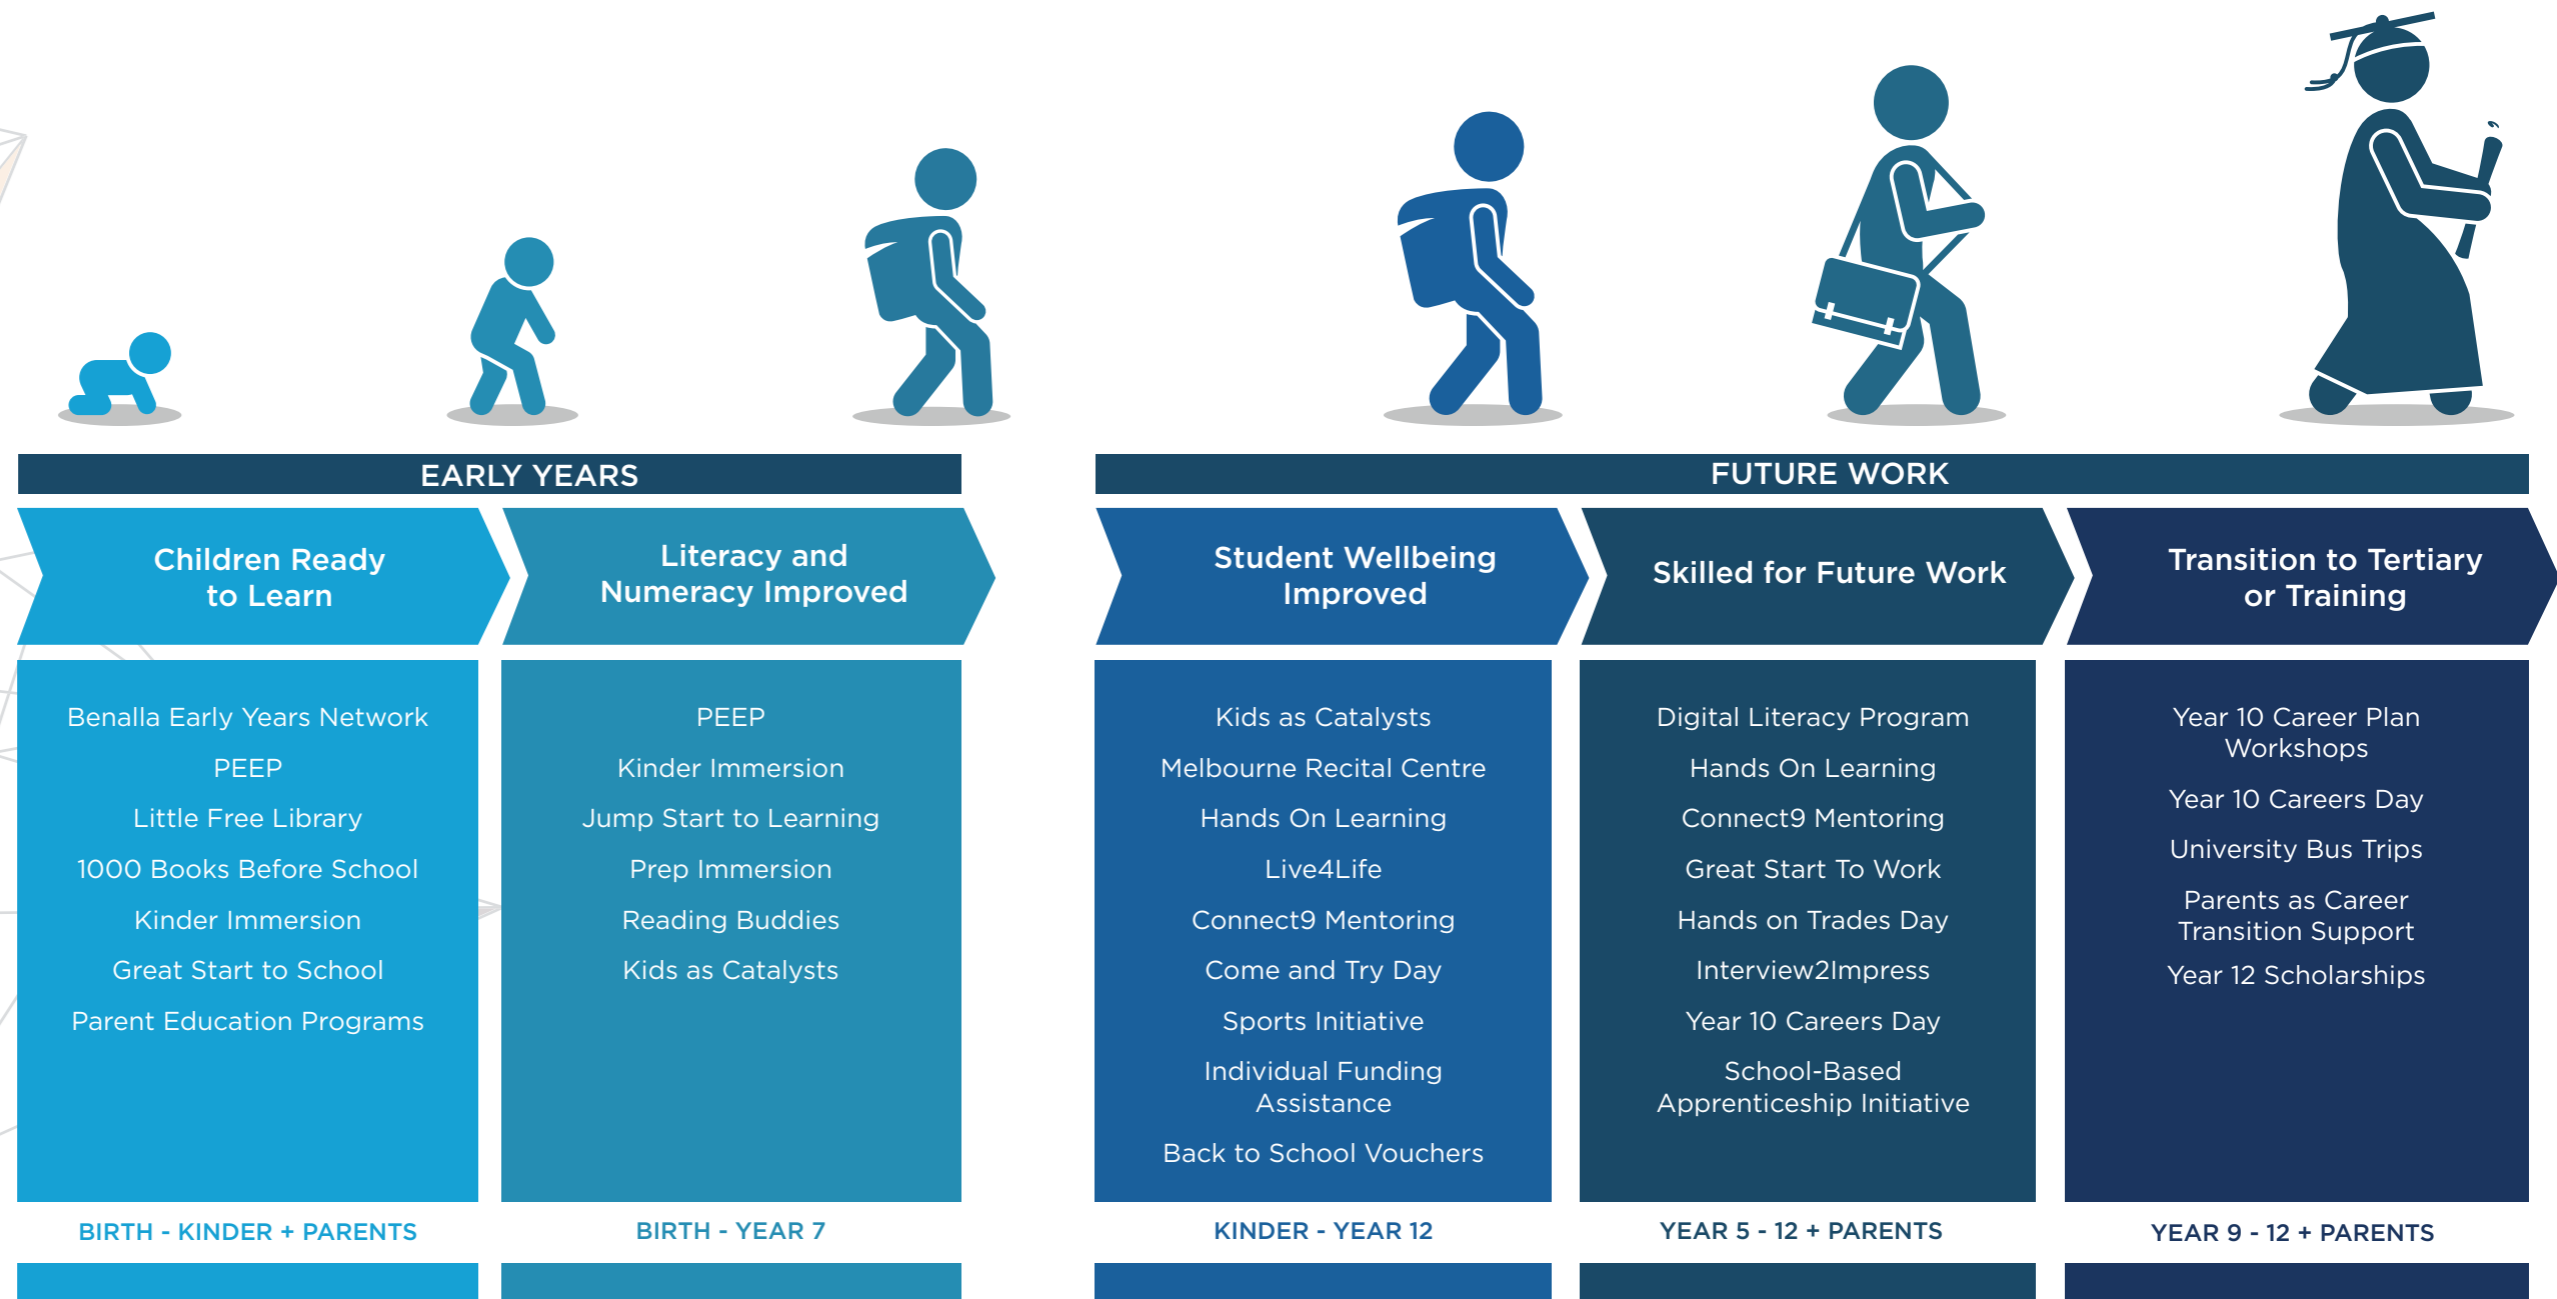 EARLY YEARS
Children Ready
to Learn
Benalla Early Years Network
PEEP
Little Free Library
1000 Books Before School
Kinder Immersion
Great Start to School
Parent Education Programs
BIRTH - KINDER + PARENTS
Literacy and
Numeracy Improved
PEEP
Kinder Immersion
Jump Start to Learning
Prep Immersion
Reading Buddies
Kids as Catalysts
BIRTH - YEAR 7
FUTURE WORK
Student Wellbeing
Improved
Kids as Catalysts
Melbourne Recital Centre
Hands On Learning
Live4Life
Connect9 Mentoring
Come and Try Day
Sports Initiative
Individual Funding
Assistance
Back to School Vouchers
KINDER - YEAR 12
Skilled for Future Work
Digital Literacy Program
Hands On Learning
Connect9 Mentoring
Great Start To Work
Hands on Trades Day
Interview2Impress
Year 10 Careers Day
School-Based
Apprenticeship Initiative
YEAR 5 - 12 + PARENTS
Transition to Tertiary
or Training
Year 10 Career Plan
Workshops
Year 10 Careers Day
University Bus Trips
Parents as Career
Transition Support
Year 12 Scholarships
YEAR 9 - 12 + PARENTS